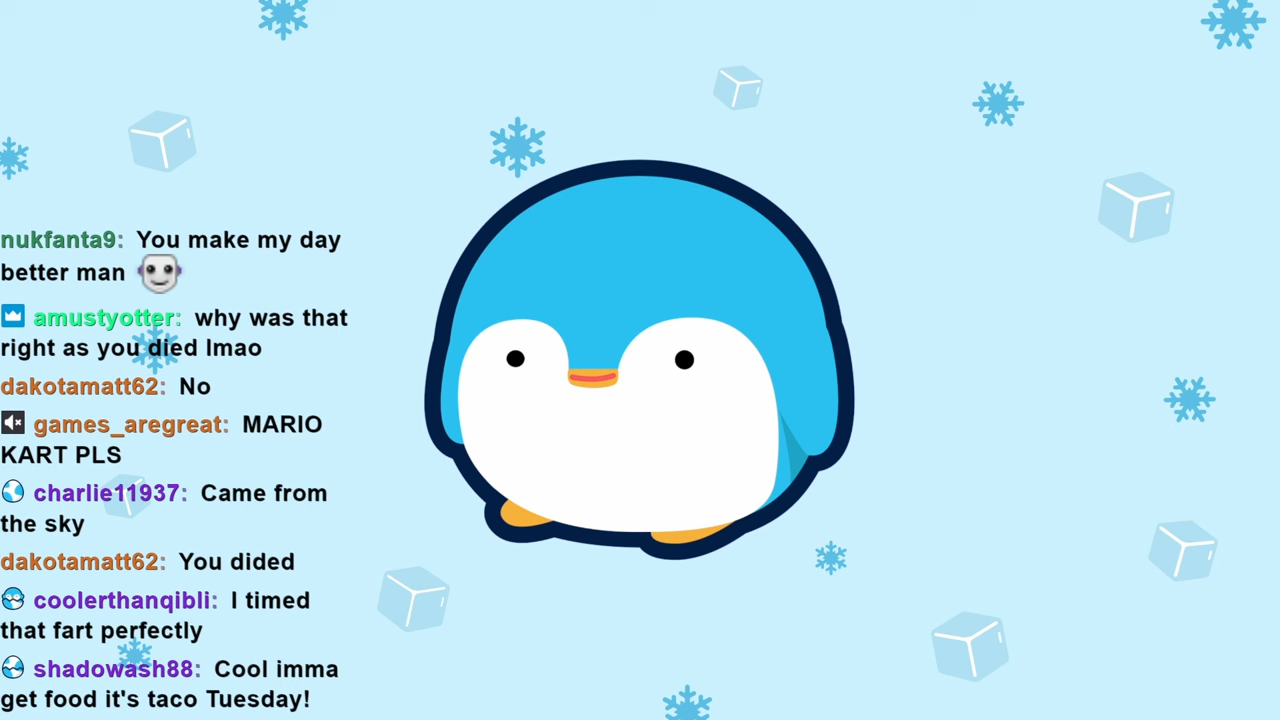 nukfanta9: You make my day
better man
amustyotter: why was that
right as you died lmao
dakotamatt62: No
games_aregreat: MARIO
KART PLS
charlie11937: Came from
the sky
dakotamatt62: You dided
coolerthanqibli: I timed
that fart perfectly
shadowash88: Cool imma
get food it's taco Tuesday!